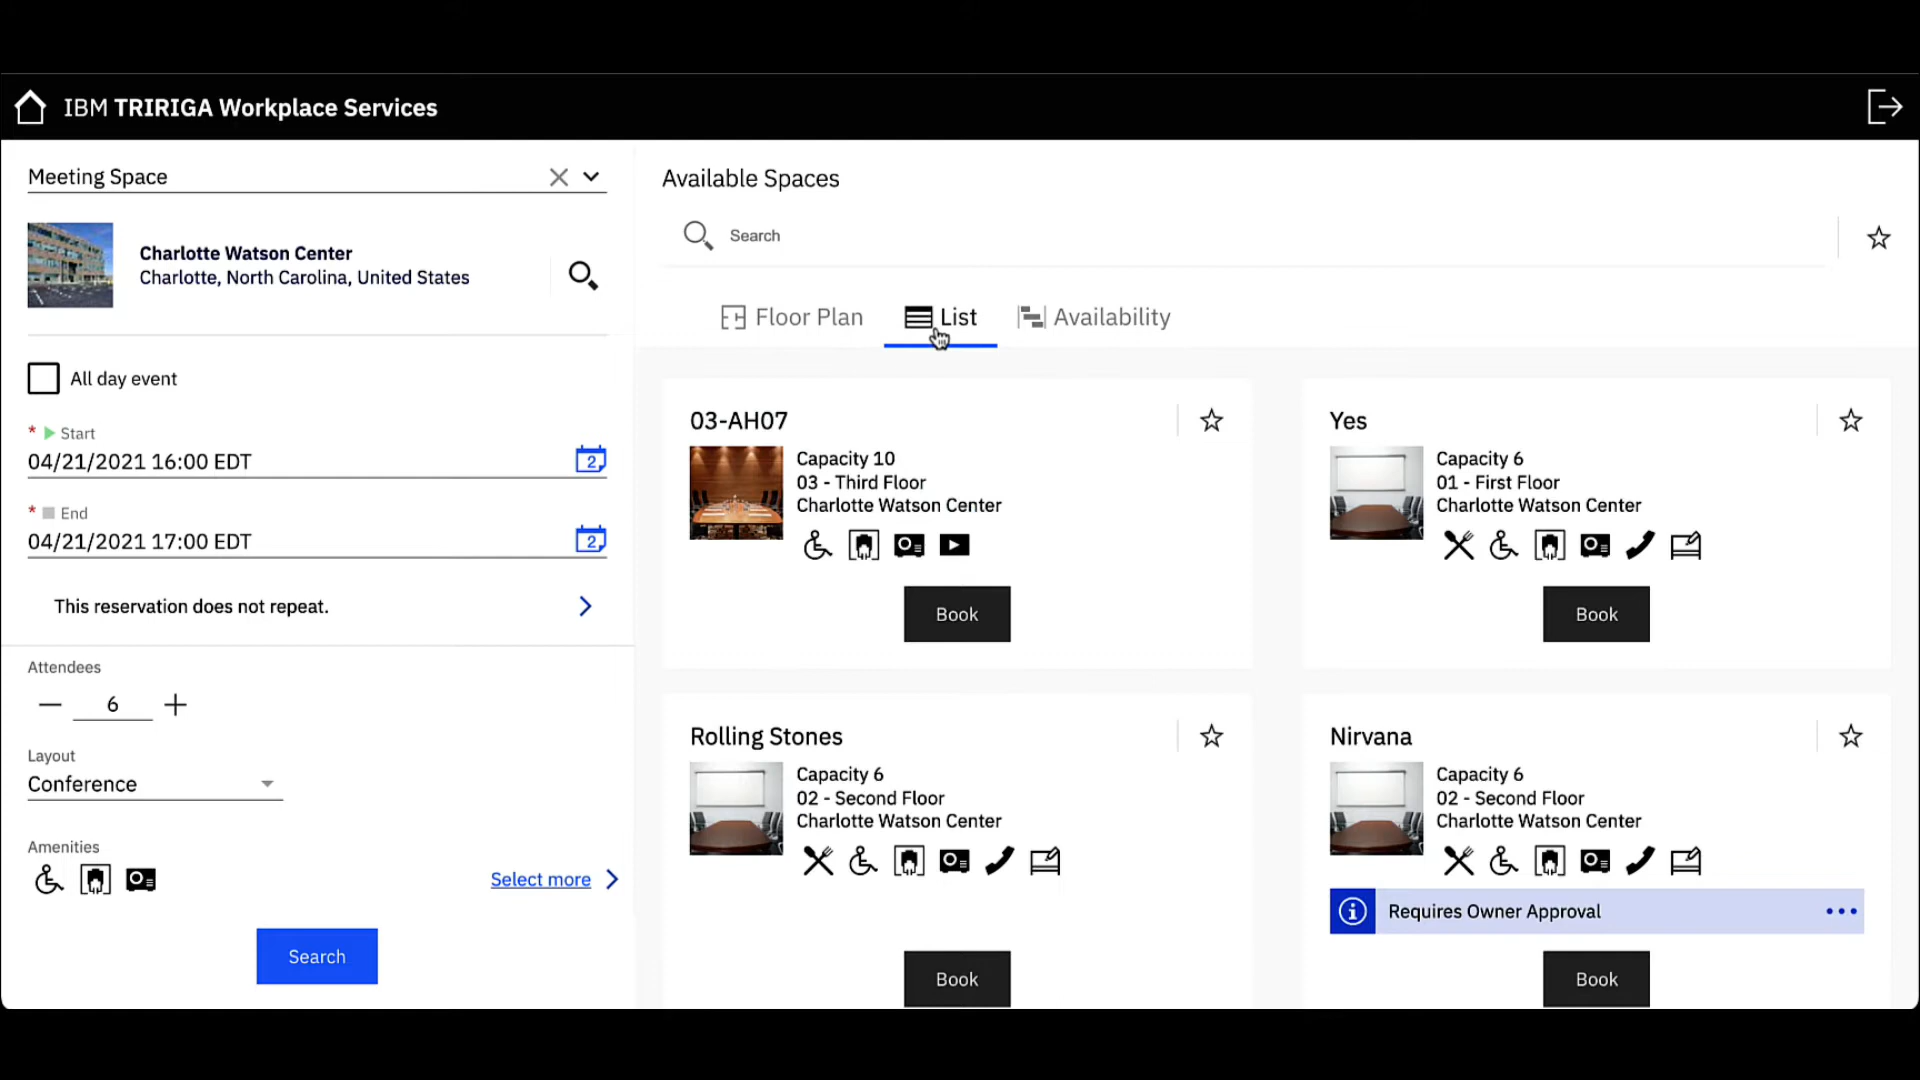 IBM TRIRIGA Workplace Services
Meeting Space
Charlotte Watson Center
Charlotte, North Carolina, United States
All day event
* Start
04/21/2021 16:00 EDT
2
* End
04/21/2021 17:00 EDT
2
This reservation does not repeat.
Attendees
6
Layout
Conference
Amenities
Select more
Search
Available Spaces
Search
Floor Plan
List
Availability
03-AH07
Capacity 10
03 - Third Floor
Charlotte Watson Center
Book
Yes
Capacity 6
01 - First Floor
Charlotte Watson Center
Book
Rolling Stones
Capacity 6
02 - Second Floor
Charlotte Watson Center
Book
Nirvana
Capacity 6
02 - Second Floor
Charlotte Watson Center
Requires Owner Approval
Book